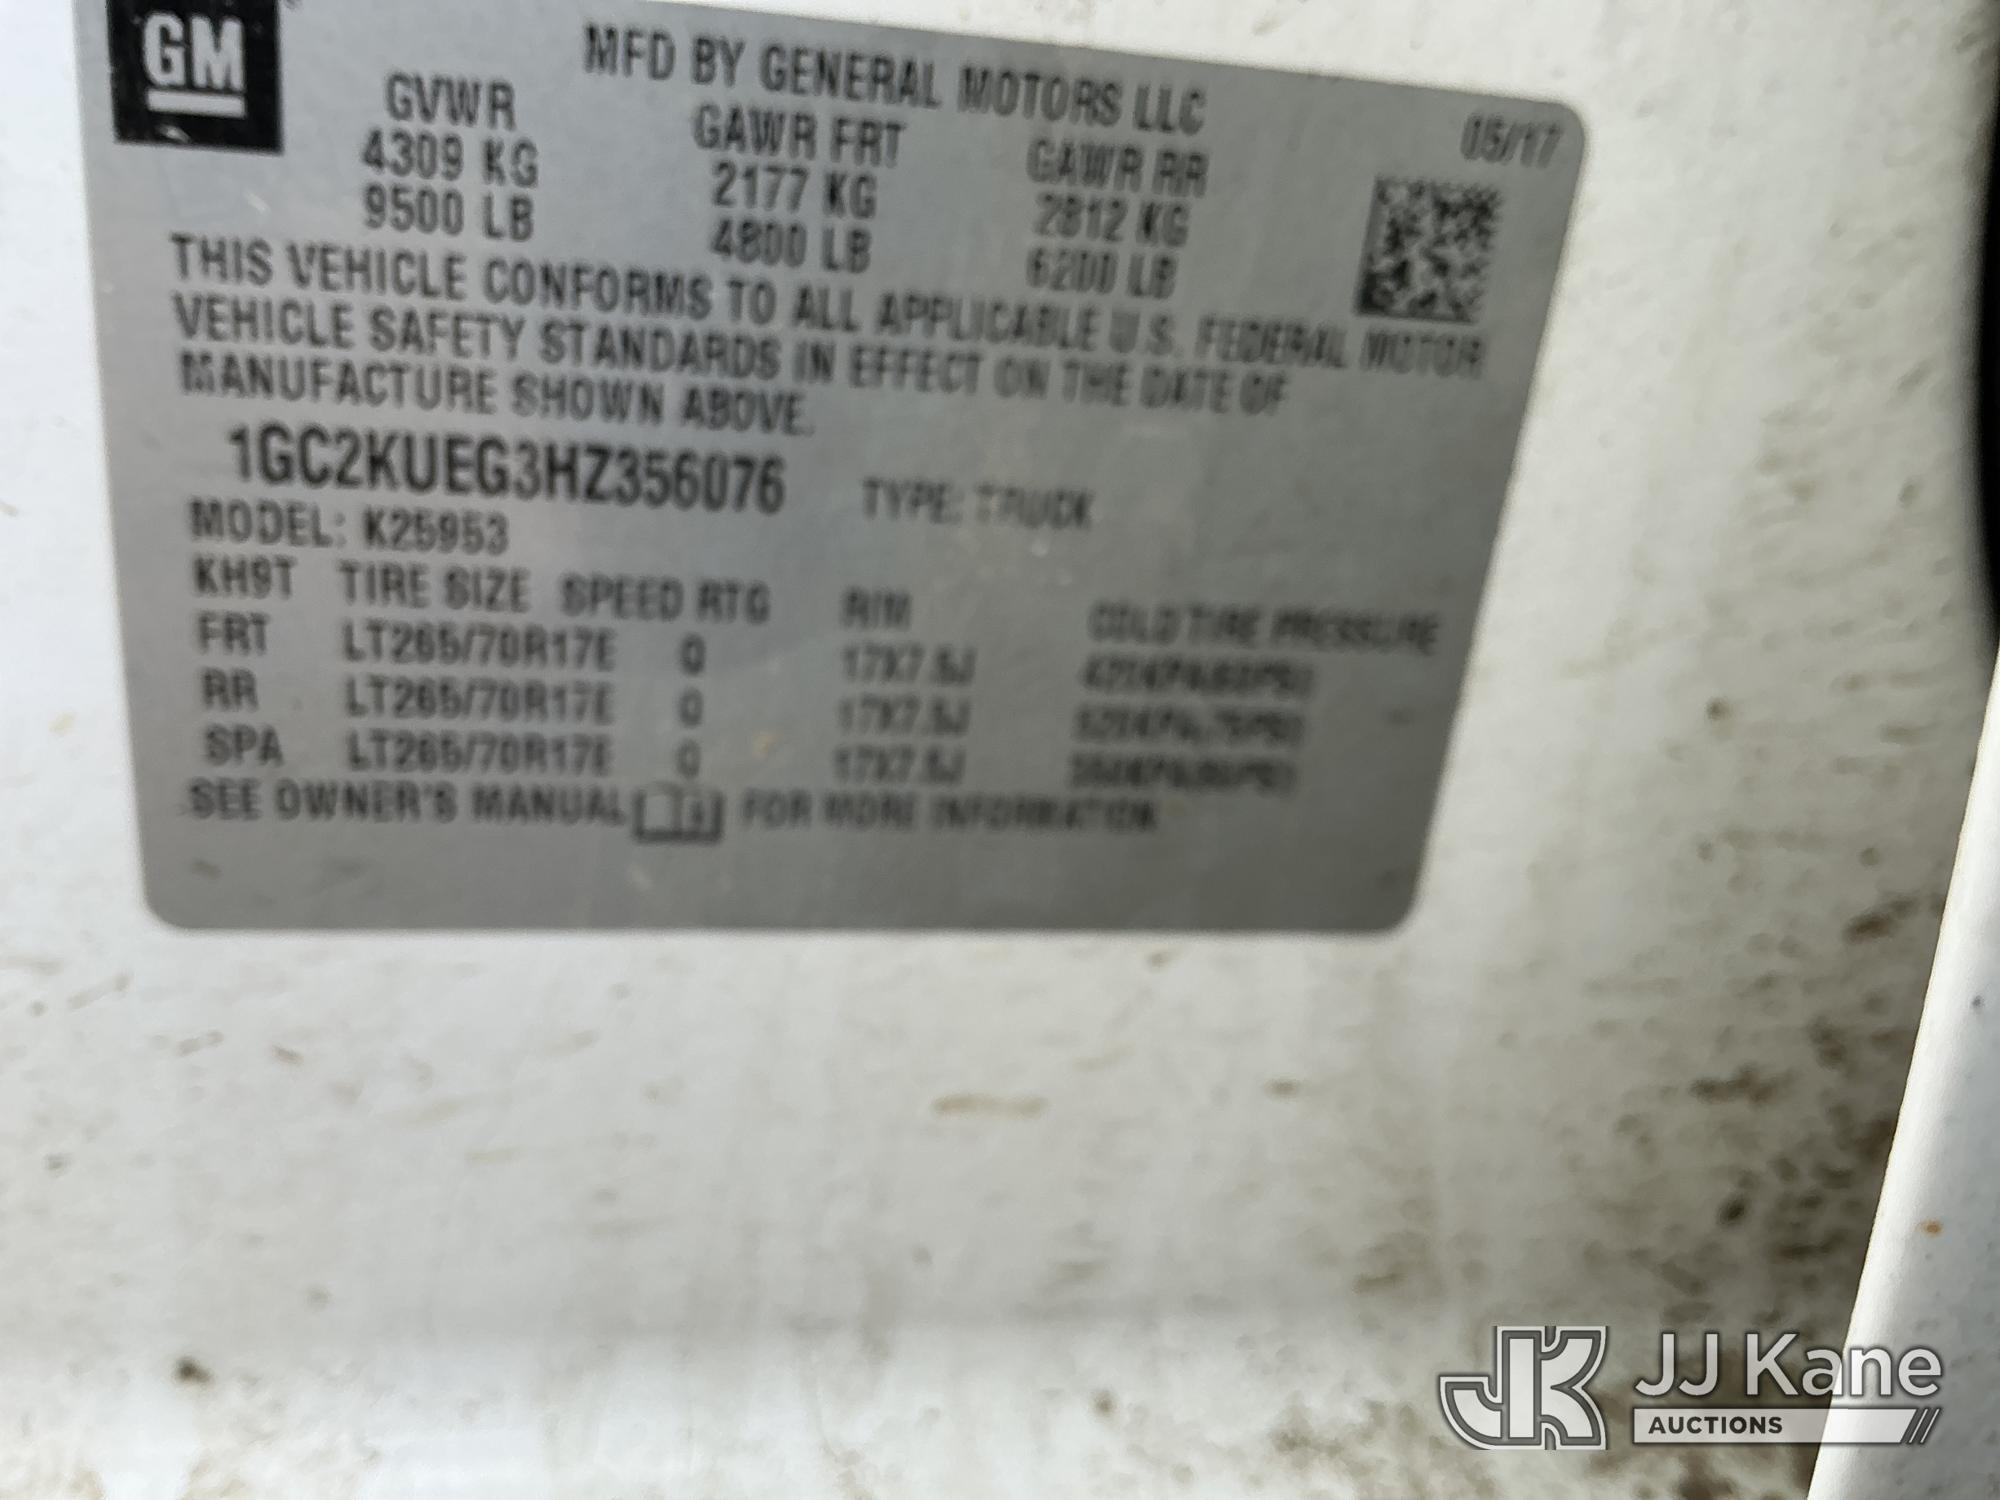 GM
MFD BY GENERAL MOTORS LLC
05/17
GVWR GAWR FRT GAWR RR
4309 KG 2177 KG 2812 KG
9500 LB 4800 LB 6200 LB
THIS VEHICLE CONFORMS TO ALL APPLICABLE U.S. FEDERAL MOTOR
VEHICLE SAFETY STANDARDS IN EFFECT ON THE DATE OF
MANUFACTURE SHOWN ABOVE.
1GC2KUEG3HZ356076 TYPE: TRUCK
MODEL: K25953
KH9T TIRE SIZE SPEED RTG RIM COLD TIRE PRESSURE
FRT LT265/70R17E Q 17X7.5J
RR LT265/70R17E Q 17X7.5J
SPA LT265/70R17E Q 17X7.5J
SEE OWNER'S MANUAL FOR MORE INFORMATION.
JK JJ Kane
AUCTIONS